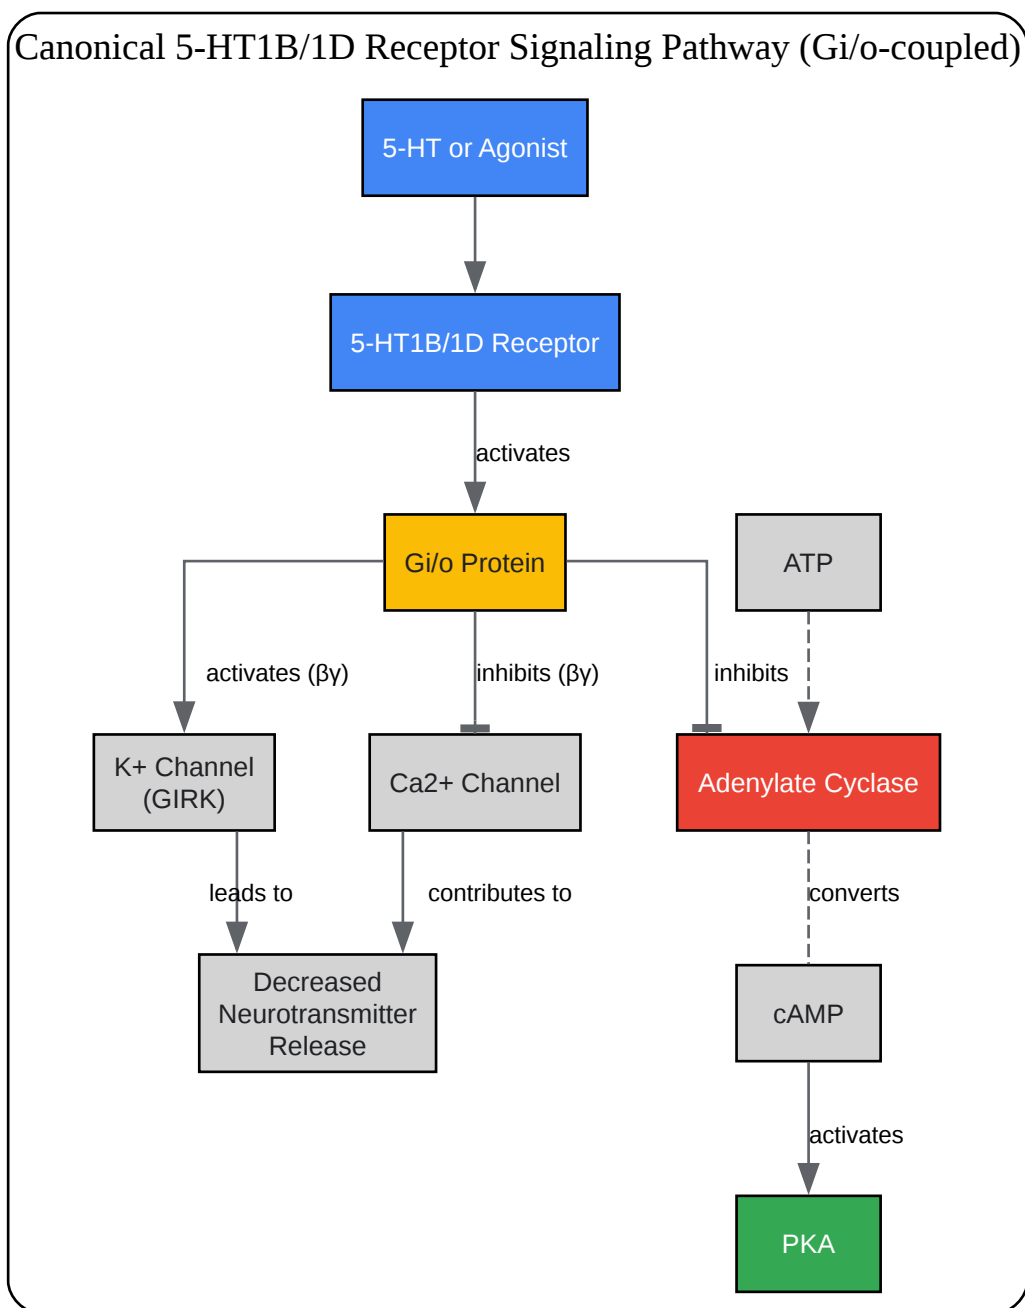 Canonical 5-HT1B/1D Receptor Signaling Pathway (Gi/o-coupled)
5-HT or Agonist
5-HT1B/1D Receptor
activates
Gi/o Protein
ATP
activates (βγ)
inhibits (βγ)
inhibits
K+ Channel
(GIRK)
Ca2+ Channel
Adenylate Cyclase
leads to
contributes to
converts
Decreased
Neurotransmitter
Release
cAMP
activates
PKA